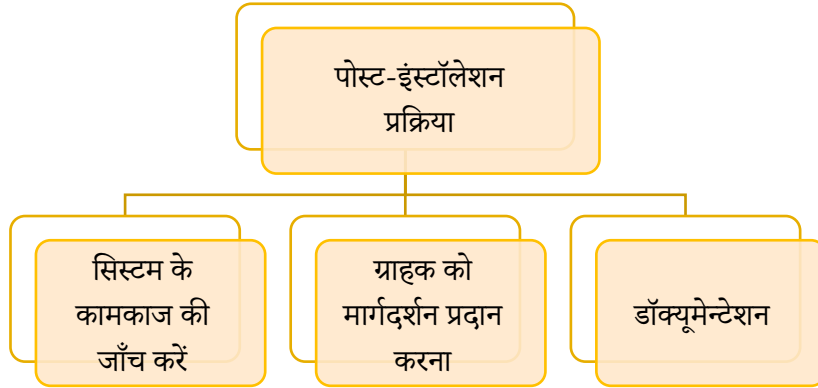 पोस्ट-इंस्टॉलेशन
प्रक्रिया
सिस्टम के
कामकाज की
जाँच करें
ग्राहक को
मार्गदर्शन प्रदान
करना
डॉक्यूमेन्टेशन